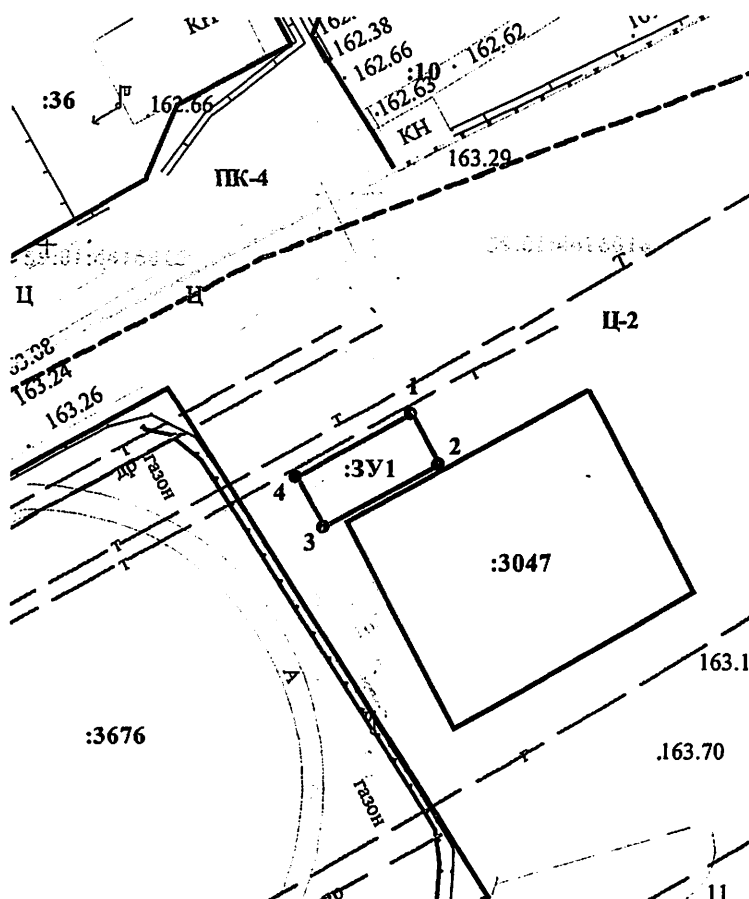 КН
162.38
162.66
162.62
:10
162.63
:36
162.66
КН
163.29
ПК-4
Ц
Ц
Т
Ц-2
163.24
163.26
1
Т
Т
2
:ЗУ1
4
3
Т
др
газон
Т
Т
:3047
А
163.1
:3676
.163.70
газон
Г
11